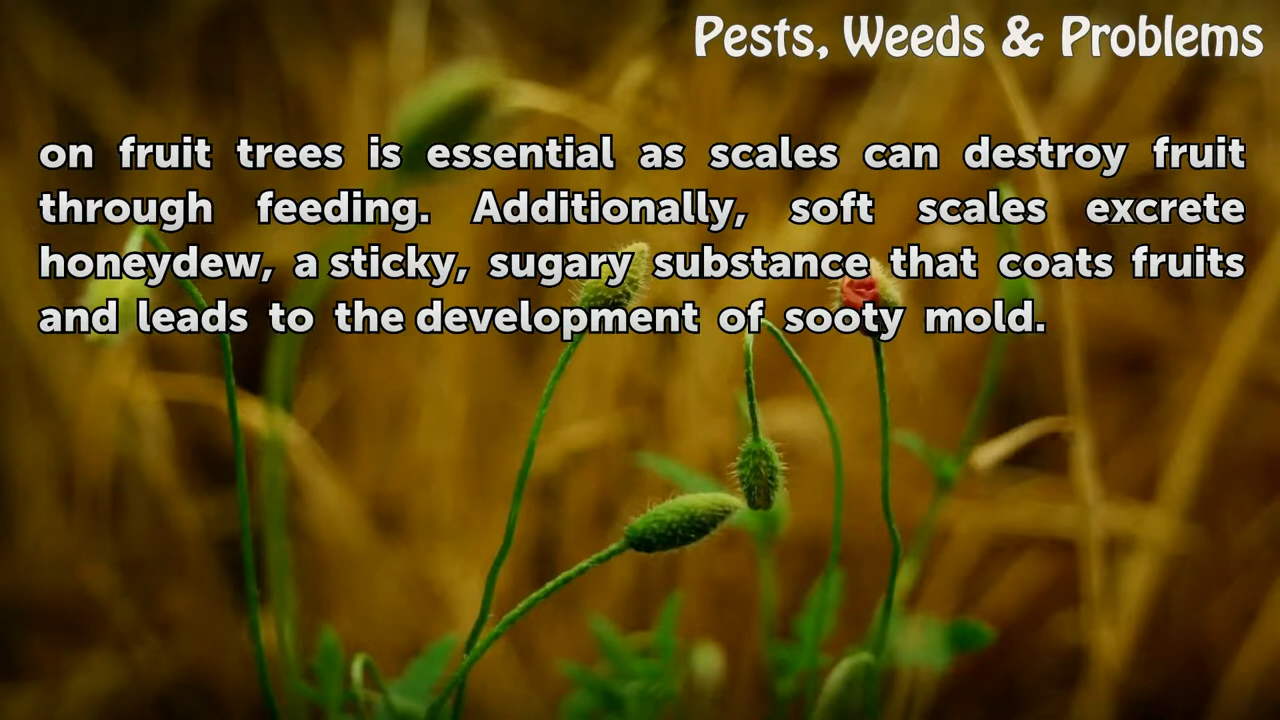 Pests, Weeds & Problems
on fruit trees is essential as scales can destroy fruit
through feeding. Additionally, soft scales excrete
honeydew, a sticky, sugary substance that coats fruits
and leads to the development of sooty mold.